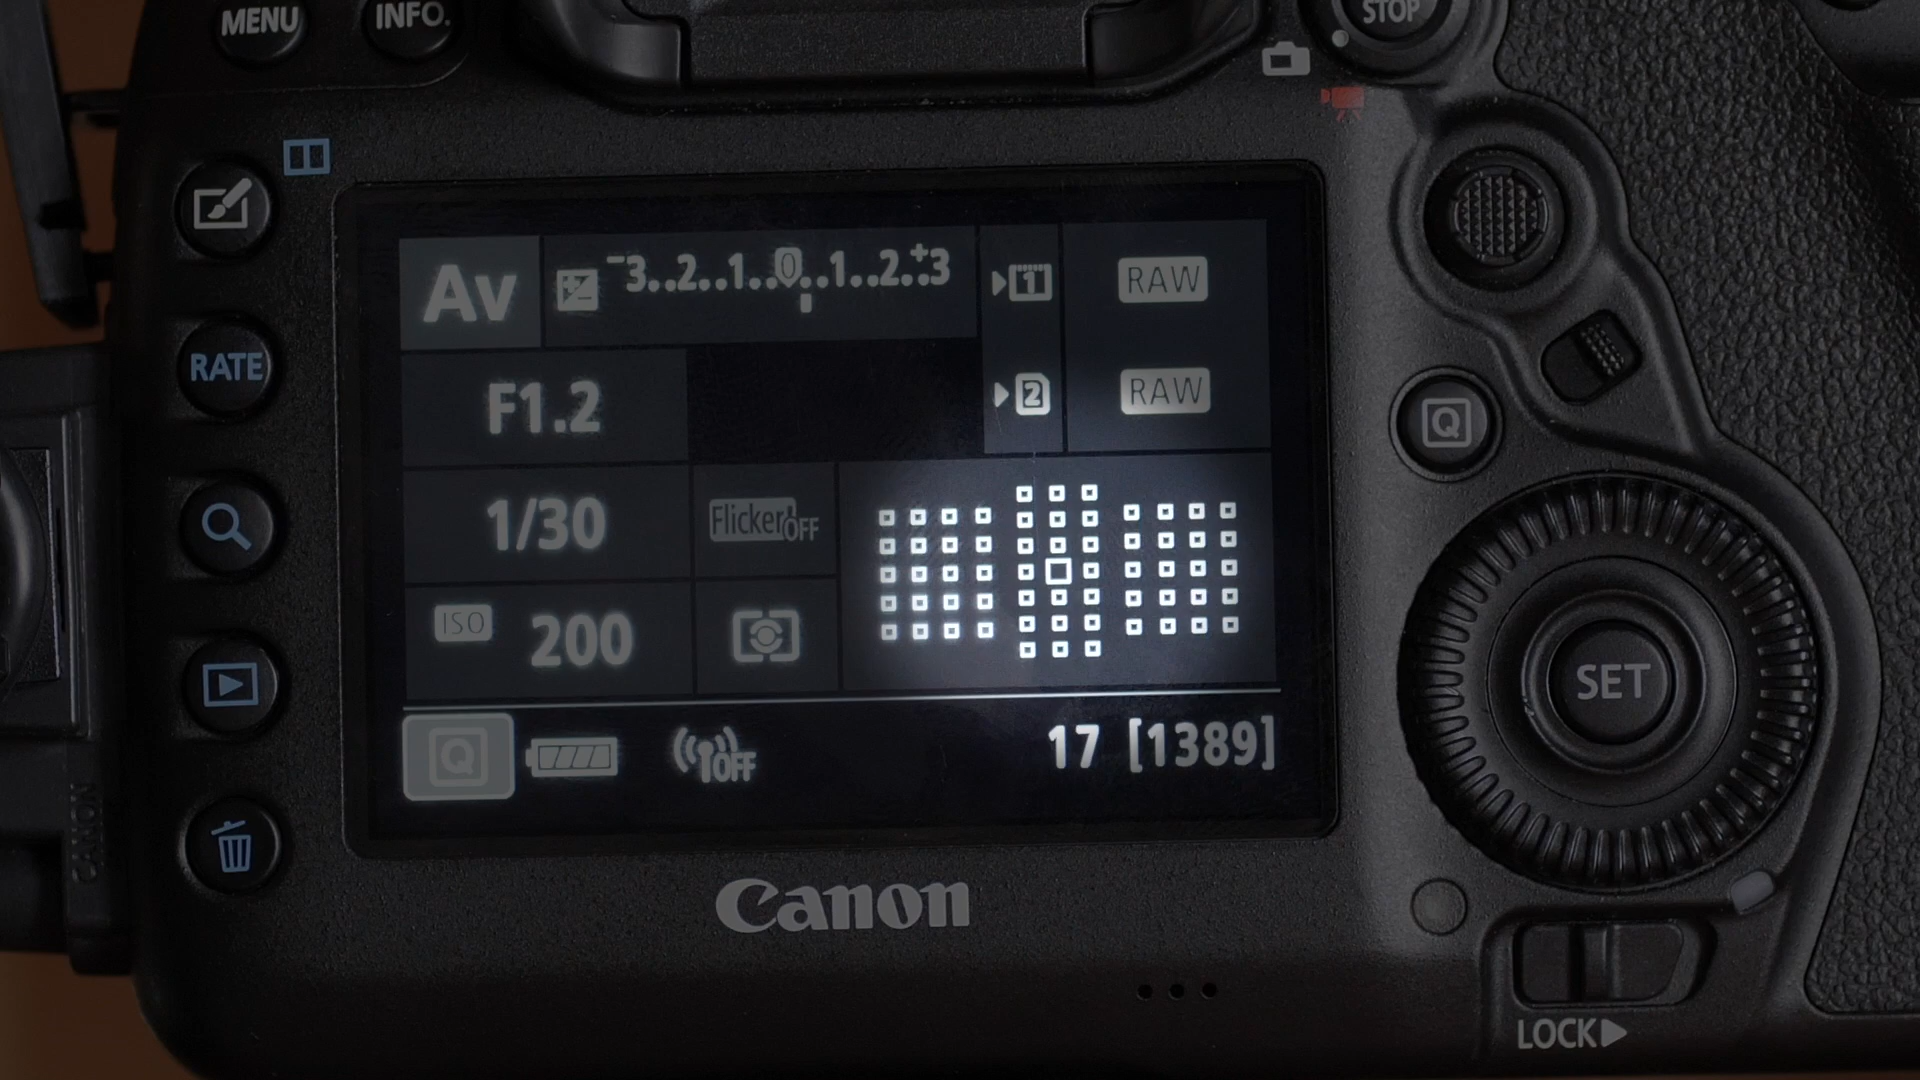 MENU INFO. STOP
Av -3..2..1..0..1..2..+3 1 RAW
RATE F1.2 2 RAW
Q
1/30 Flicker OFF
ISO 200
SET
Q OFF 17 [1389]
CANON
Canon
LOCK